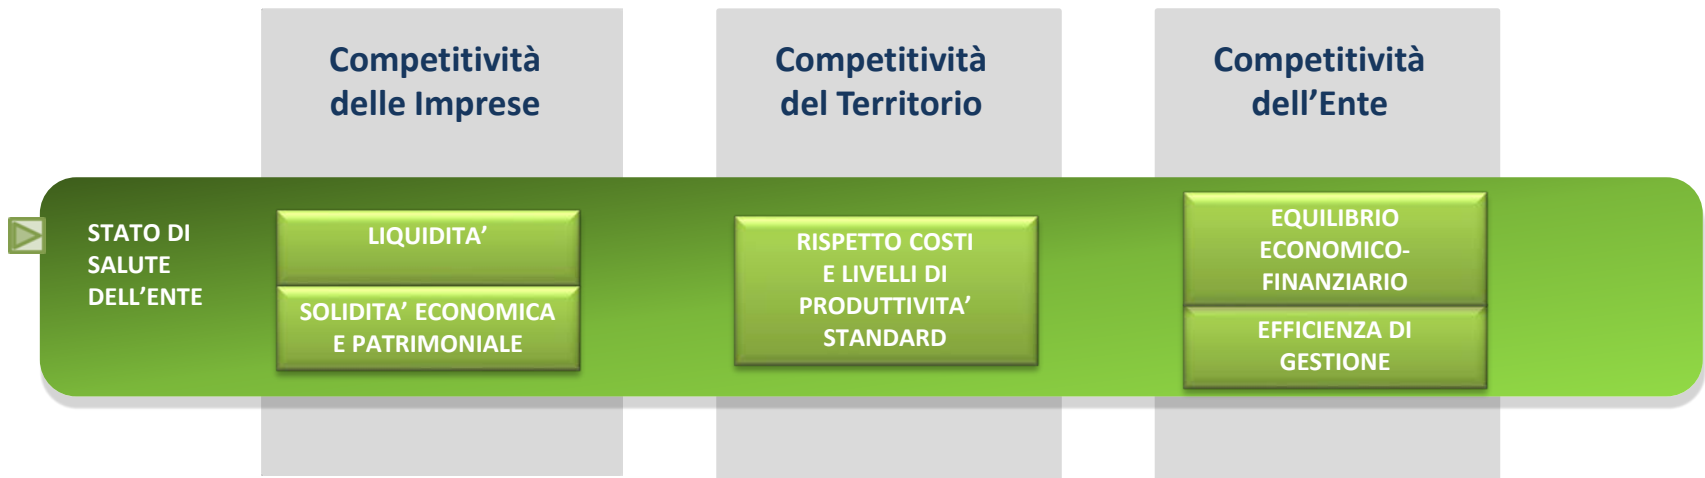 Competitività
delle Imprese
Competitività
del Territorio
Competitività
dell’Ente
STATO DI
SALUTE
DELL’ENTE
LIQUIDITA’
SOLIDITA’ ECONOMICA
E PATRIMONIALE
RISPETTO COSTI
E LIVELLI DI
PRODUTTIVITA’
STANDARD
EQUILIBRIO
ECONOMICO-
FINANZIARIO
EFFICIENZA DI
GESTIONE